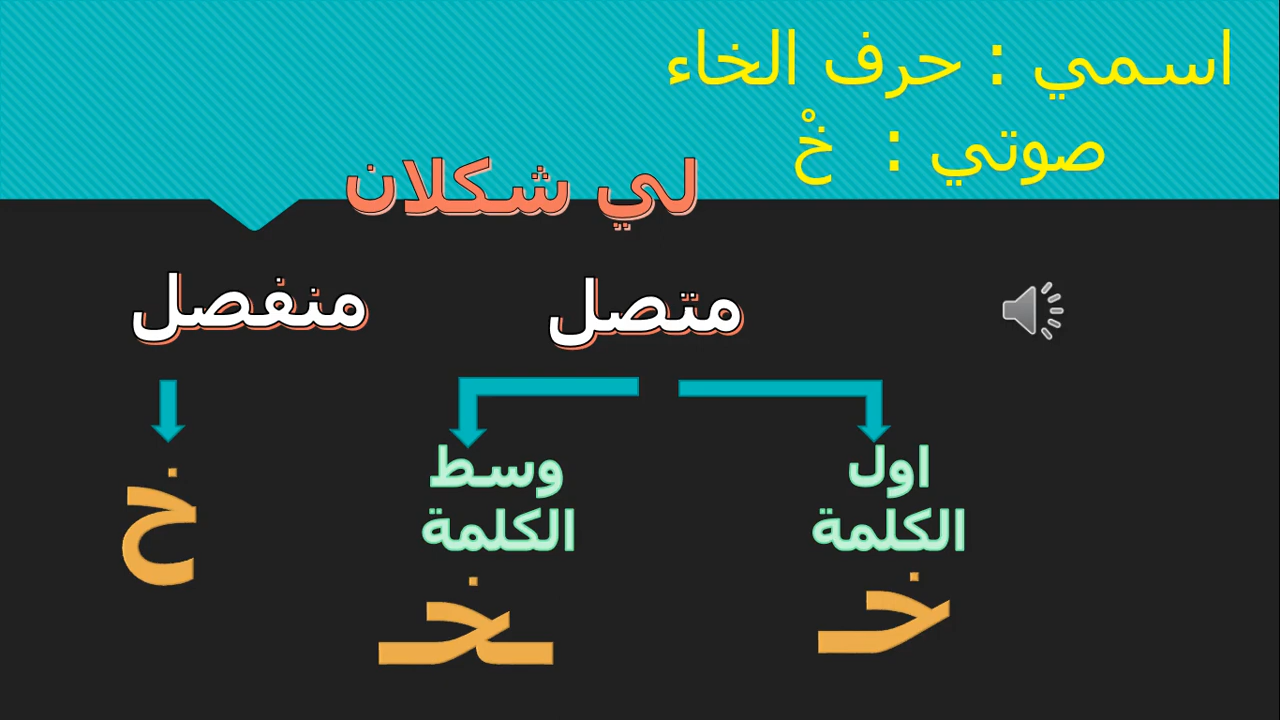 اسمي : حرف الخاء
صوتي : خْ
لي شكلان
متصل
منفصل
اول
الكلمة
خـ
وسط
الكلمة
ـخـ
خ